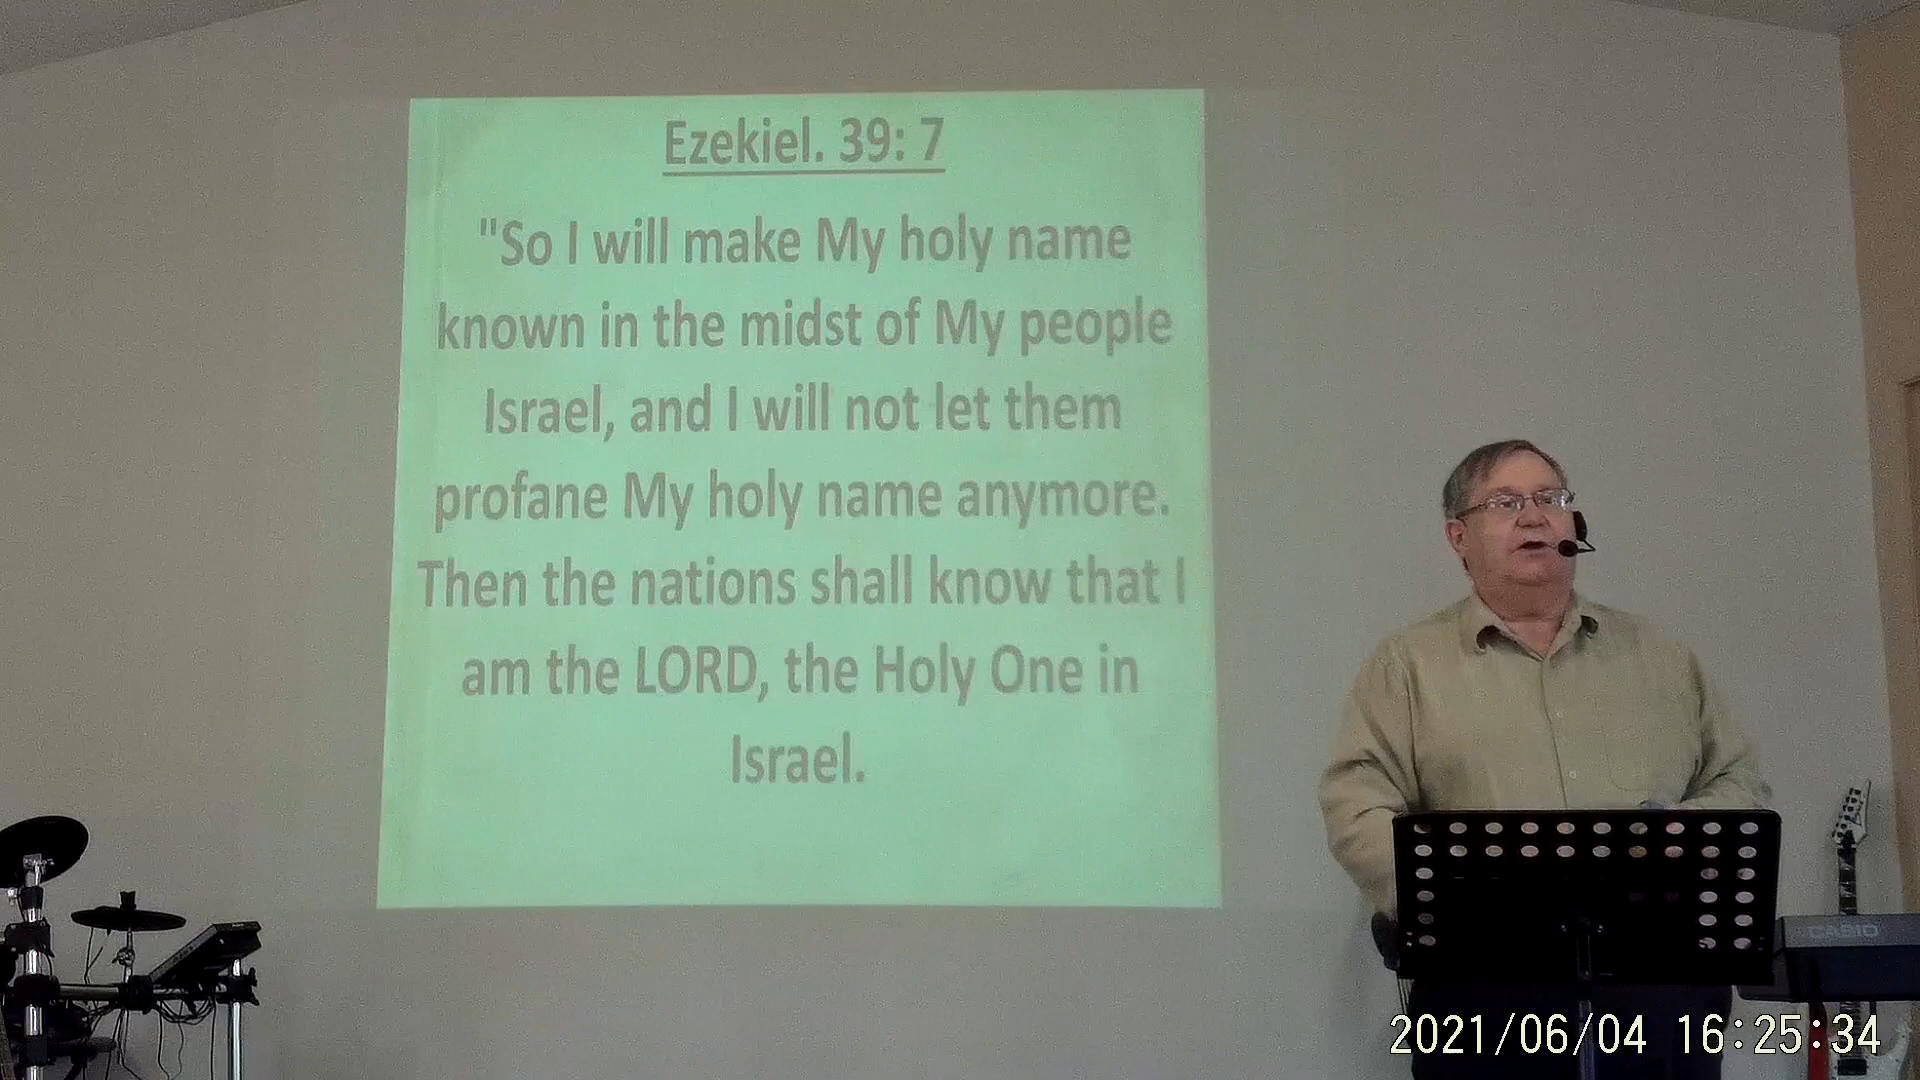 Ezekiel. 39: 7
"So I will make My holy name
known in the midst of My people
Israel, and I will not let them
profane My holy name anymore.
Then the nations shall know that I
am the LORD, the Holy One in
Israel.
CASIO
2021/06/04 16:25:34